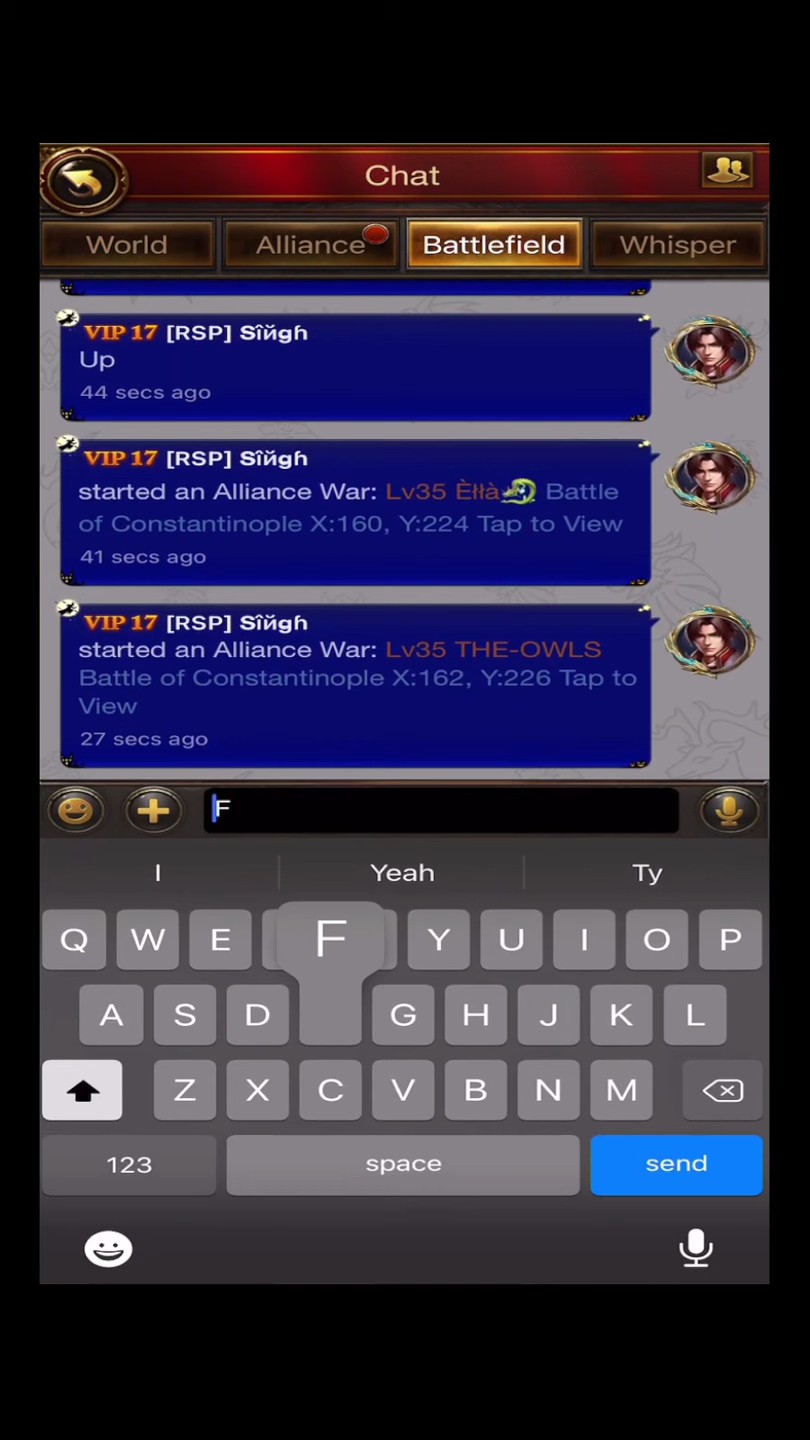 Chat
World Alliance Battlefield Whisper
VIP 17 [RSP] Sîйgɦ
Up
44 secs ago
VIP 17 [RSP] Sîйgɦ
started an Alliance War: Lv35 Èłłà🐉 Battle
of Constantinople X:160, Y:224 Tap to View
41 secs ago
VIP 17 [RSP] Sîйgɦ
started an Alliance War: Lv35 THE-OWLS
Battle of Constantinople X:162, Y:226 Tap to
View
27 secs ago
F
I Yeah Ty
Q W E F Y U I O P
A S D G H J K L
Z X C V B N M
123 space send